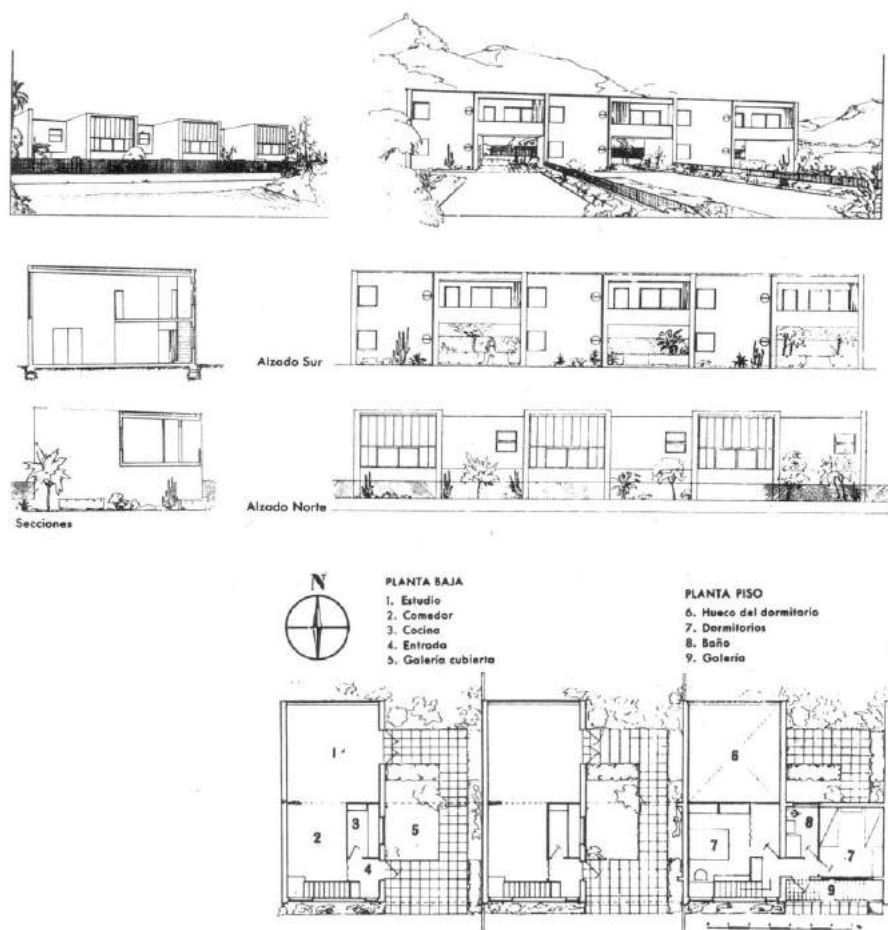 Alzado Sur
Alzado Norte
Secciones
N
PLANTA BAJA
1. Estudio
2. Comedor
3. Cocina
4. Entrada
5. Galería cubierta
PLANTA PISO
6. Hueco del dormitorio
7. Dormitorios
8. Baño
9. Galería
1
2
3
4
5
6
7
8
7
9